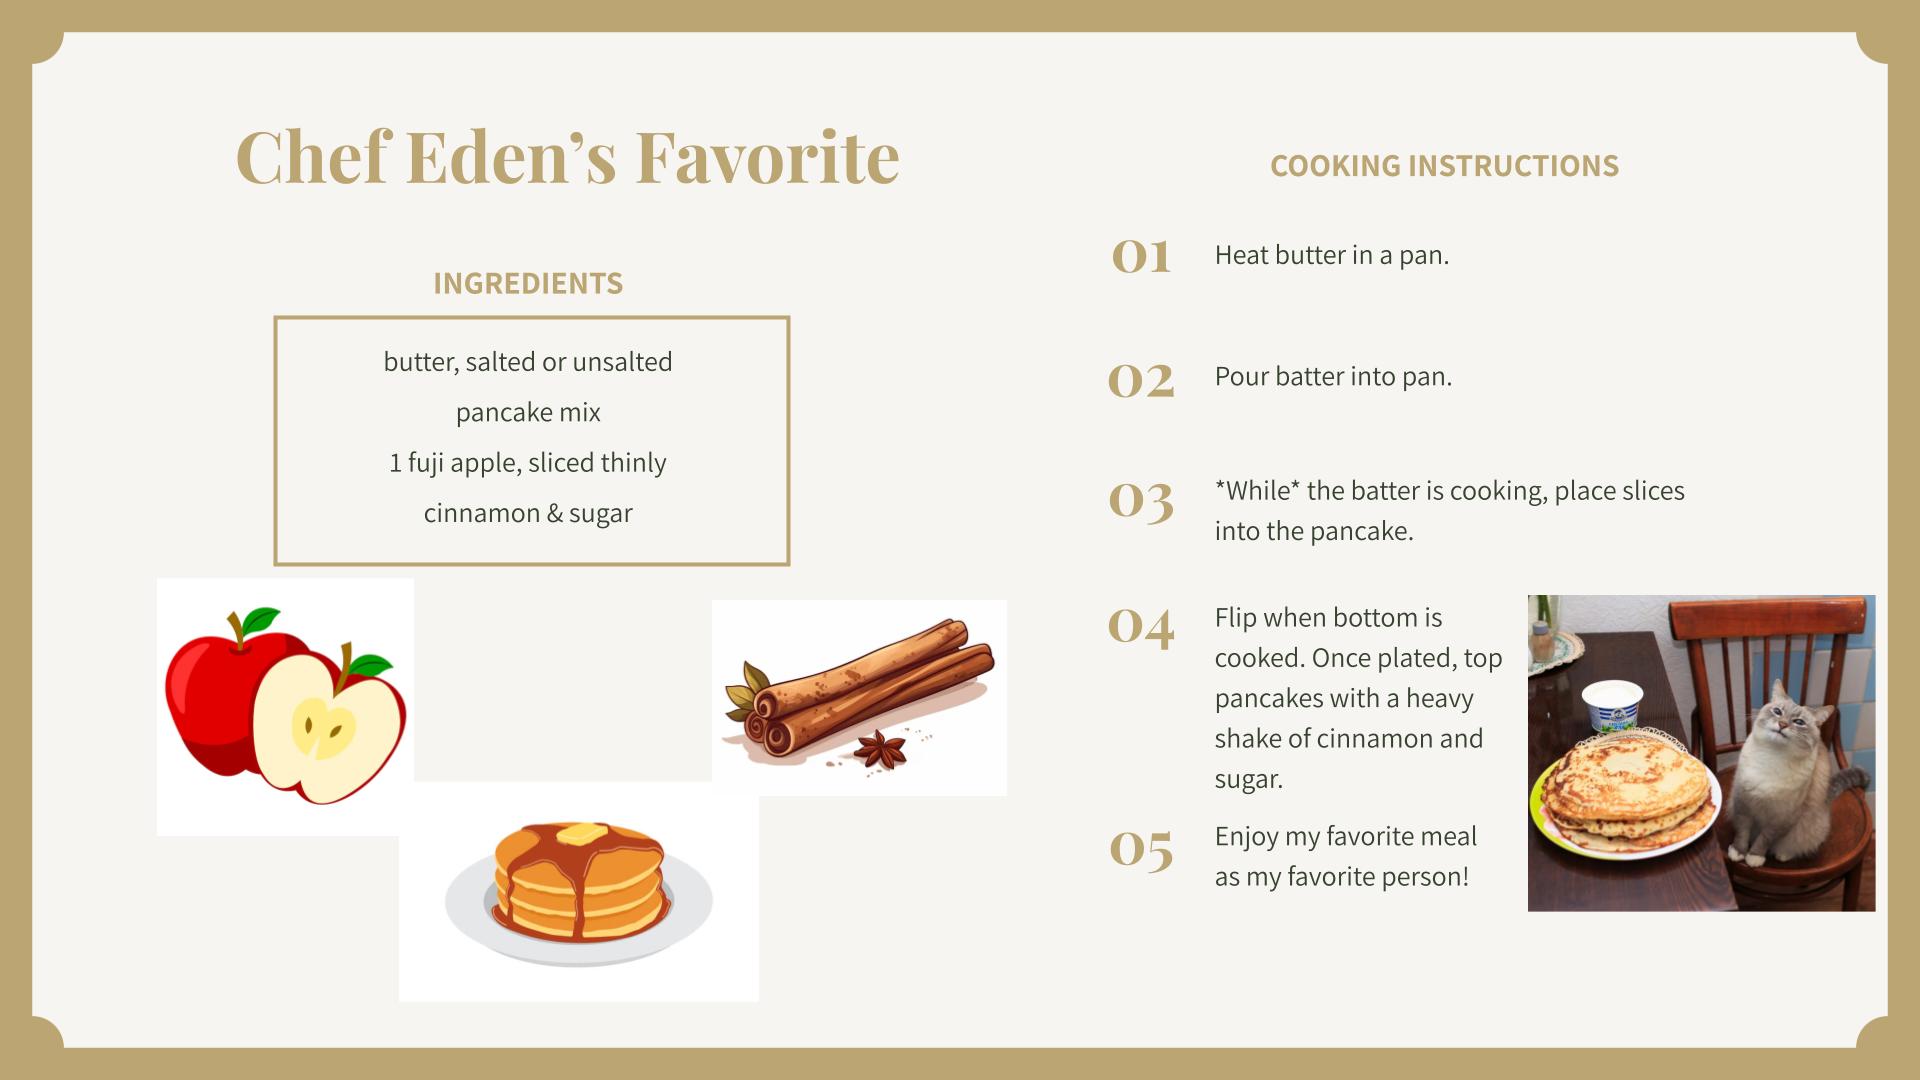 Chef Eden’s Favorite
INGREDIENTS
butter, salted or unsalted
pancake mix
1 fuji apple, sliced thinly
cinnamon & sugar
COOKING INSTRUCTIONS
01
Heat butter in a pan.
02
Pour batter into pan.
03
*While* the batter is cooking, place slices
into the pancake.
04
Flip when bottom is
cooked. Once plated, top
pancakes with a heavy
shake of cinnamon and
sugar.
05
Enjoy my favorite meal
as my favorite person!